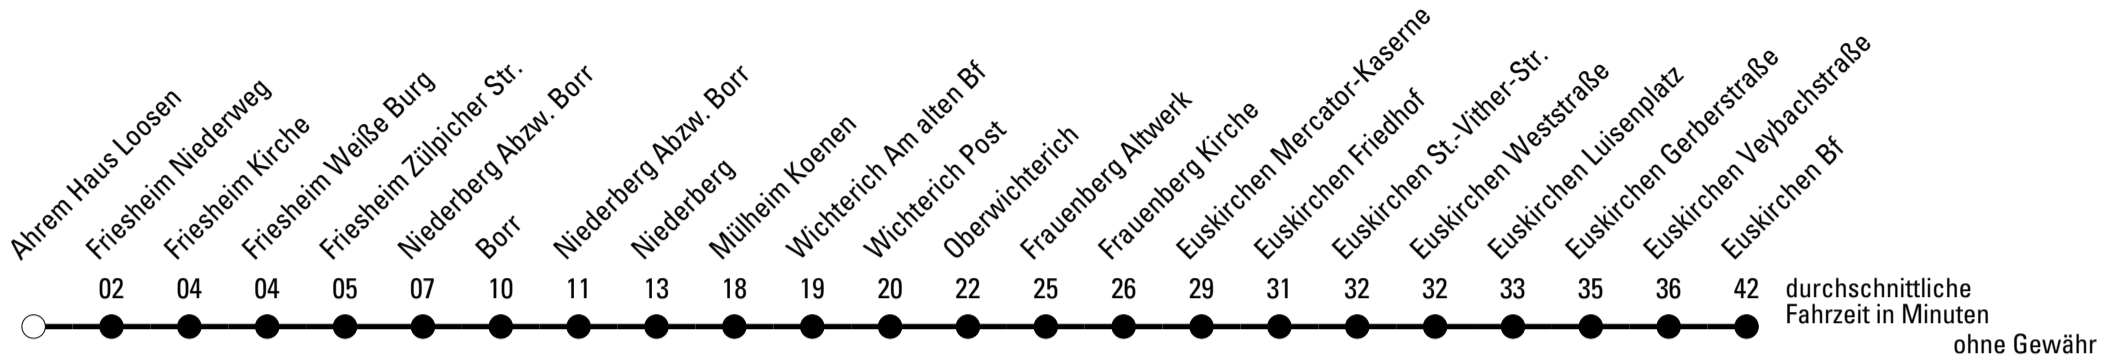 Ahrem Haus Loosen
Friesheim Niederweg
Friesheim Kirche
Friesheim Weiße Burg
Friesheim Zülpicher Str.
Niederberg Abzw. Borr
Borr
Niederberg Abzw. Borr
Niederberg
Mülheim Koenen
Wichterich Am alten Bf
Wichterich Post
Oberwichterich
Frauenberg Altwerk
Frauenberg Kirche
Euskirchen Mercator-Kaserne
Euskirchen Friedhof
Euskirchen St.-Vither-Str.
Euskirchen Weststraße
Euskirchen Luisenplatz
Euskirchen Gerberstraße
Euskirchen Veybachstraße
Euskirchen Bf
02 04 04 05 07 10 11 13 18 19 20 22 25 26 29 31 32 32 33 35 36 42
durchschnittliche
Fahrzeit in Minuten
ohne Gewähr